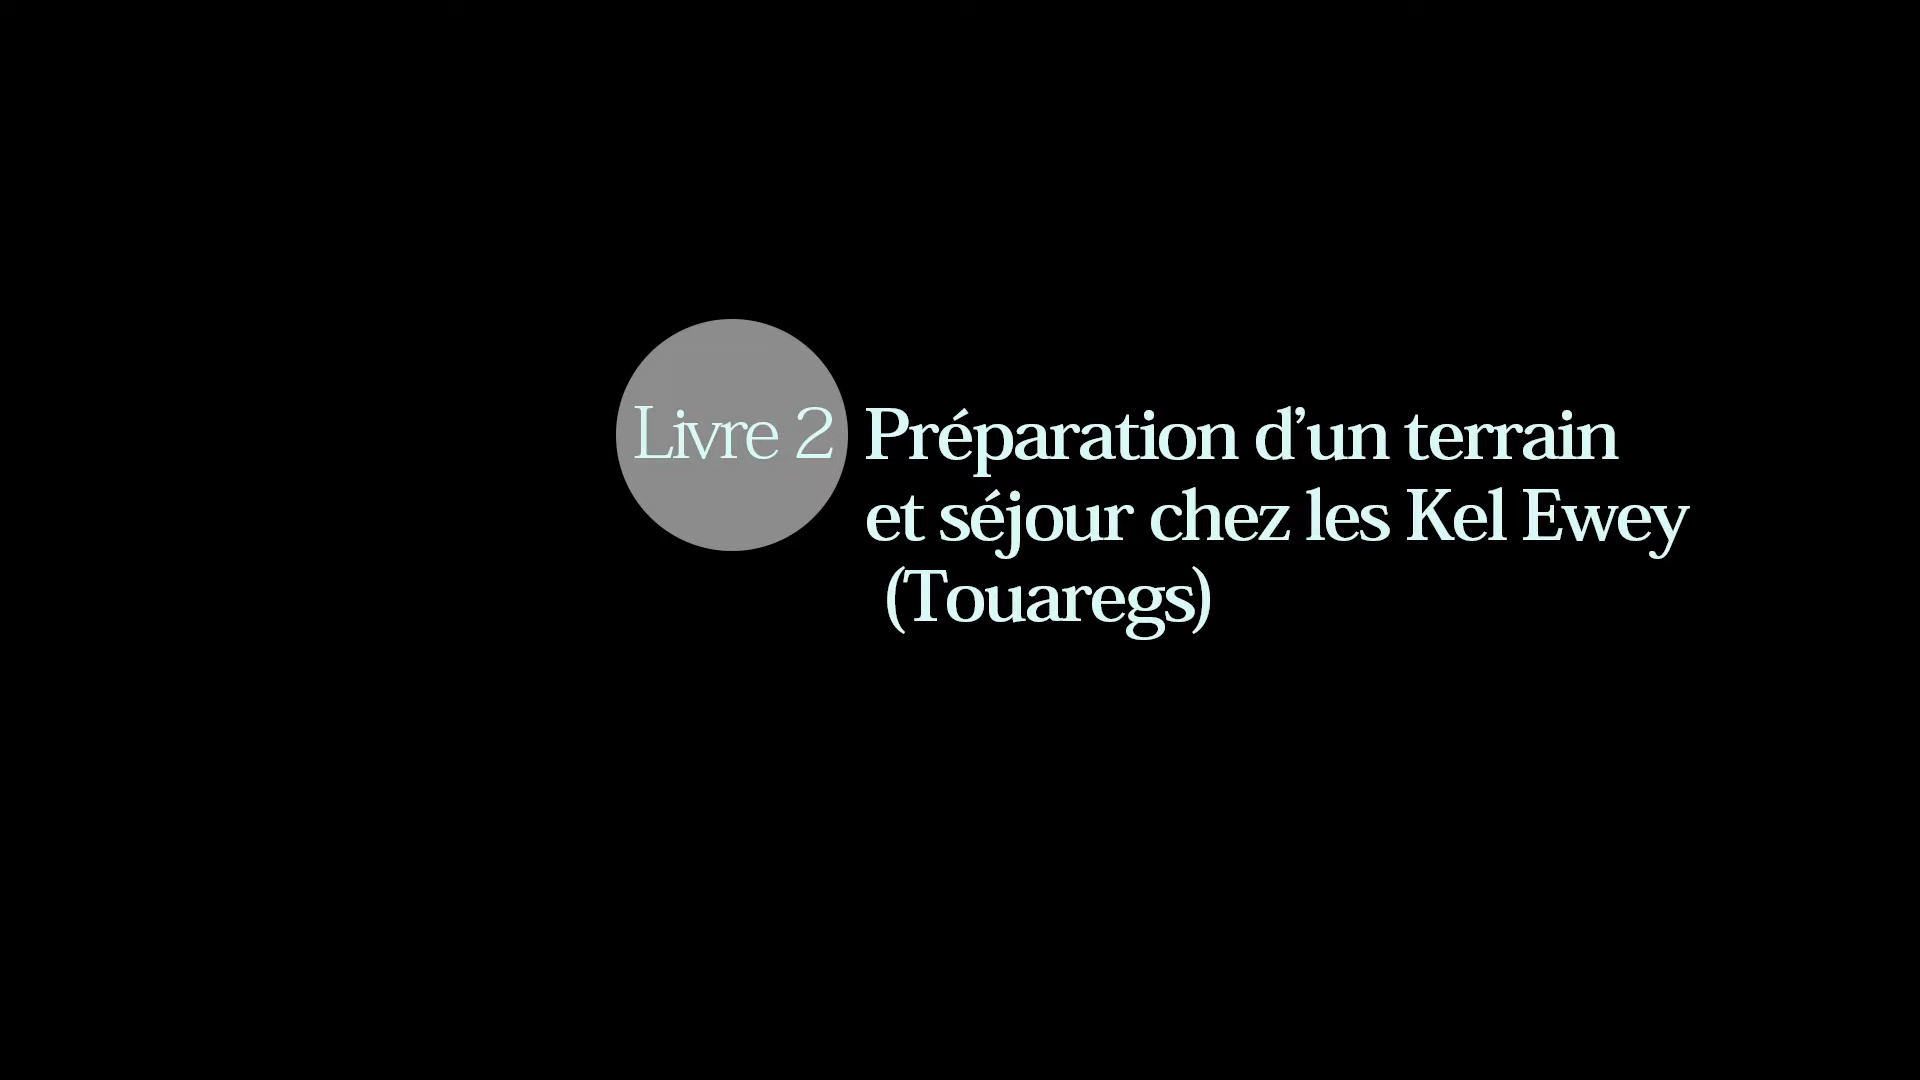 Livre 2 Préparation d’un terrain
et séjour chez les Kel Ewey
(Touaregs)